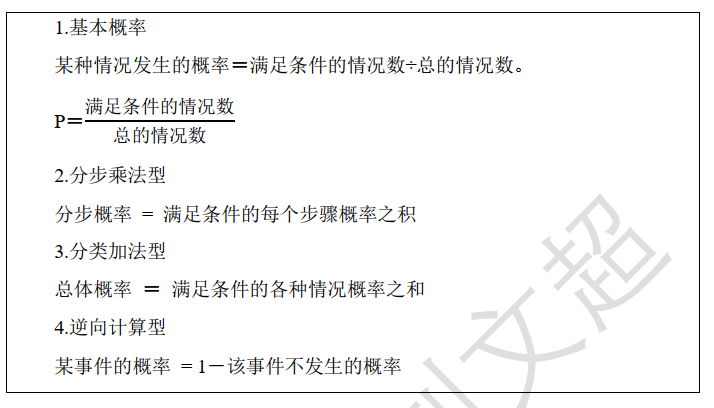 1.基本概率
某种情况发生的概率＝满足条件的情况数÷总的情况数。
P＝满足条件的情况数
总的情况数
2.分步乘法型
分步概率 = 满足条件的每个步骤概率之积
3.分类加法型
总体概率 ＝ 满足条件的各种情况概率之和
4.逆向计算型
某事件的概率 = 1－该事件不发生的概率
文超